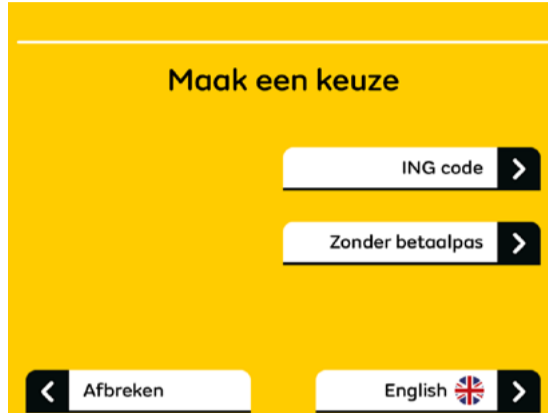 Maak een keuze
ING code
Zonder betaalpas
Afbreken
English